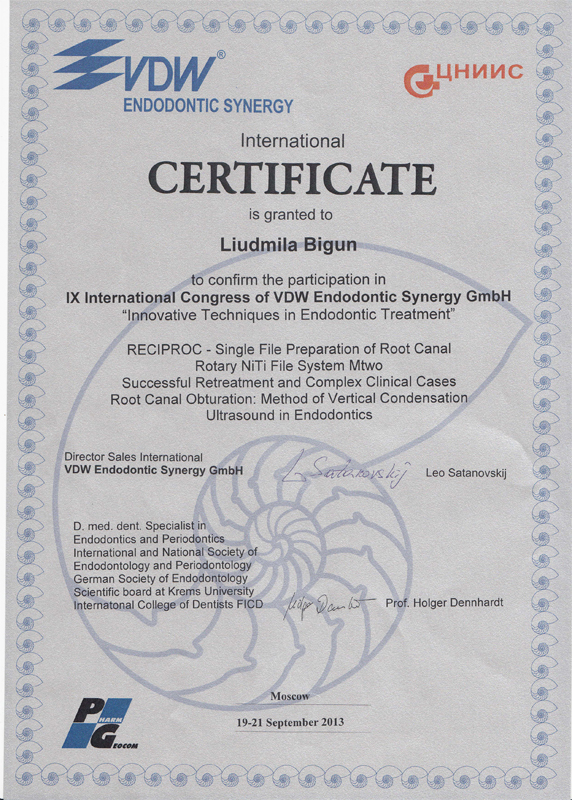 VDW®
ENDODONTIC SYNERGY
ЦНИИС
International
CERTIFICATE
is granted to
Liudmila Bigun
to confirm the participation in
IX International Congress of VDW Endodontic Synergy GmbH
“Innovative Techniques in Endodontic Treatment”
RECIPROC - Single File Preparation of Root Canal
Rotary NiTi File System Mtwo
Successful Retreatment and Complex Clinical Cases
Root Canal Obturation: Method of Vertical Condensation
Ultrasound in Endodontics
Director Sales International
VDW Endodontic Synergy GmbH
L Satanovskij
Leo Satanovskij
D. med. dent. Specialist in
Endodontics and Periodontics
International and National Society of
Endodontology and Periodontology
German Society of Endodontology
Scientific board at Krems University
Internatonal College of Dentists FICD
Prof. Holger Dennhardt
Moscow
19-21 September 2013
PHARM
GEOCOM